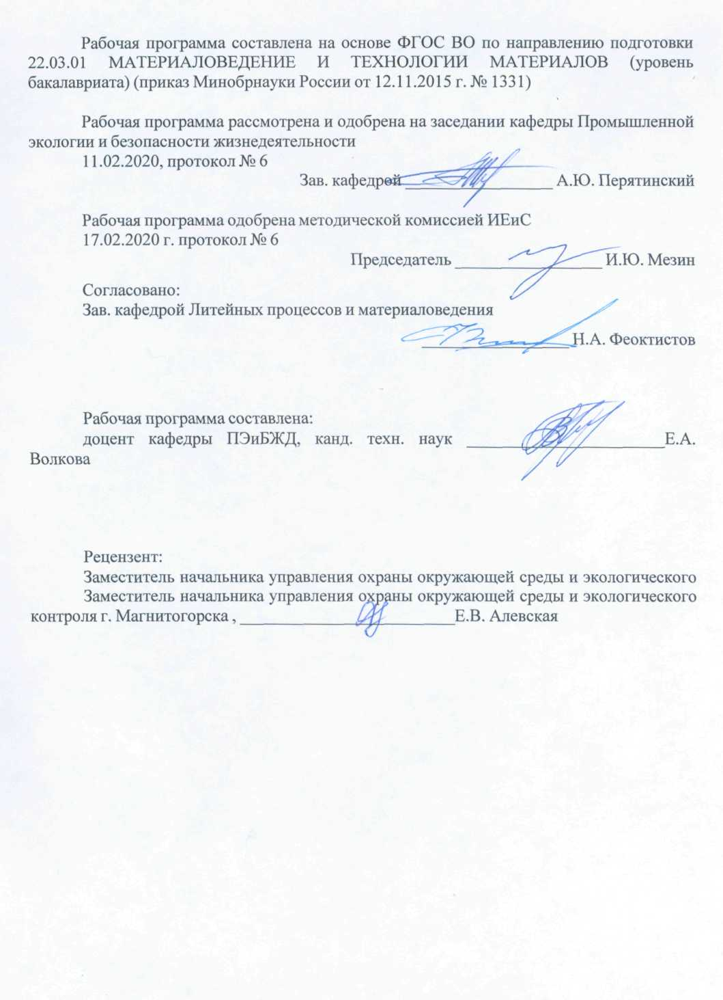 Рабочая программа составлена на основе ФГОС ВО по направлению подготовки
22.03.01 МАТЕРИАЛОВЕДЕНИЕ И ТЕХНОЛОГИИ МАТЕРИАЛОВ (уровень
бакалавриата) (приказ Минобрнауки России от 12.11.2015 г. № 1331)
Рабочая программа рассмотрена и одобрена на заседании кафедры Промышленной
экологии и безопасности жизнедеятельности
11.02.2020, протокол № 6
Зав. кафедрой __________________ А.Ю. Перятинский
Рабочая программа одобрена методической комиссией ИЕиС
17.02.2020 г. протокол № 6
Председатель __________________ И.Ю. Мезин
Согласовано:
Зав. кафедрой Литейных процессов и материаловедения
__________________ Н.А. Феоктистов
Рабочая программа составлена:
доцент кафедры ПЭиБЖД, канд. техн. наук ________________________Е.А.
Волкова
Рецензент:
Заместитель начальника управления охраны окружающей среды и экологического
Заместитель начальника управления охраны окружающей среды и экологического
контроля г. Магнитогорска , __________________________Е.В. Алевская